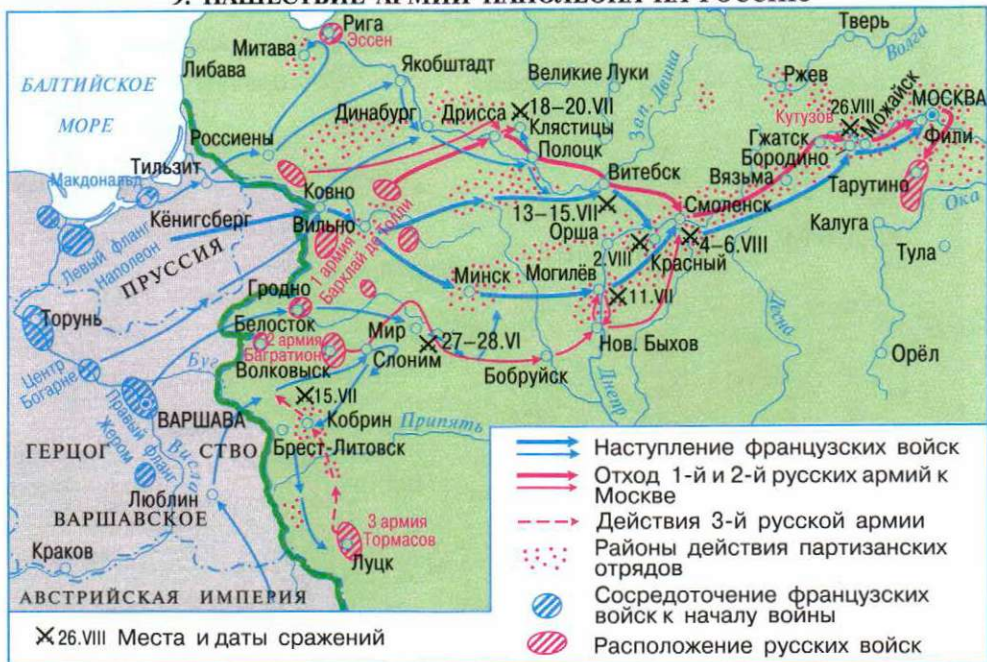 9. НАШЕСТВИЕ АРМИИ НАПОЛЕОНА НА РОССИЮ
Рига
Эссен
Митава
Либава
Якобштадт
Великие Луки
Зап. Двина
Тверь
Волга
Ржев
БАЛТИЙСКОЕ
МОРЕ
Динабург
Дрисса
18–20.VII
Клястицы
Полоцк
26.VIII
Кутузов
Можайск
МОСКВА
Гжатск
Бородино
Фили
Россиены
Тильзит
Макдональд
Ковно
Витебск
Вязьма
Тарутино
Кёнигсберг
Вильно
Смоленск
Калуга
Ока
13–15.VII
Орша
Левый фланг
Наполеон
ПРУССИЯ
1 армия
Барклай де Толли
Минск
Могилёв
2.VIII
Красный
4–6.VIII
Тула
11.VII
Гродно
Торунь
Белосток
2 армия
Багратион
Мир
27–28.VI
Десна
Центр
Богарне
Буг
Волковыск
Слоним
Бобруйск
Нов. Быхов
Орёл
Днепр
15.VII
ВАРШАВА
Кобрин
Припять
Правый фланг
Жером
Висла
ГЕРЦОГ СТВО
Брест-Литовск
Люблин
ВАРШАВСКОЕ
3 армия
Тормасов
Краков
Луцк
АВСТРИЙСКАЯ ИМПЕРИЯ
Наступление французских войск
Отход 1-й и 2-й русских армий к
Москве
Действия 3-й русской армии
Районы действия партизанских
отрядов
Сосредоточение французских
войск к началу войны
Расположение русских войск
26.VIII Места и даты сражений